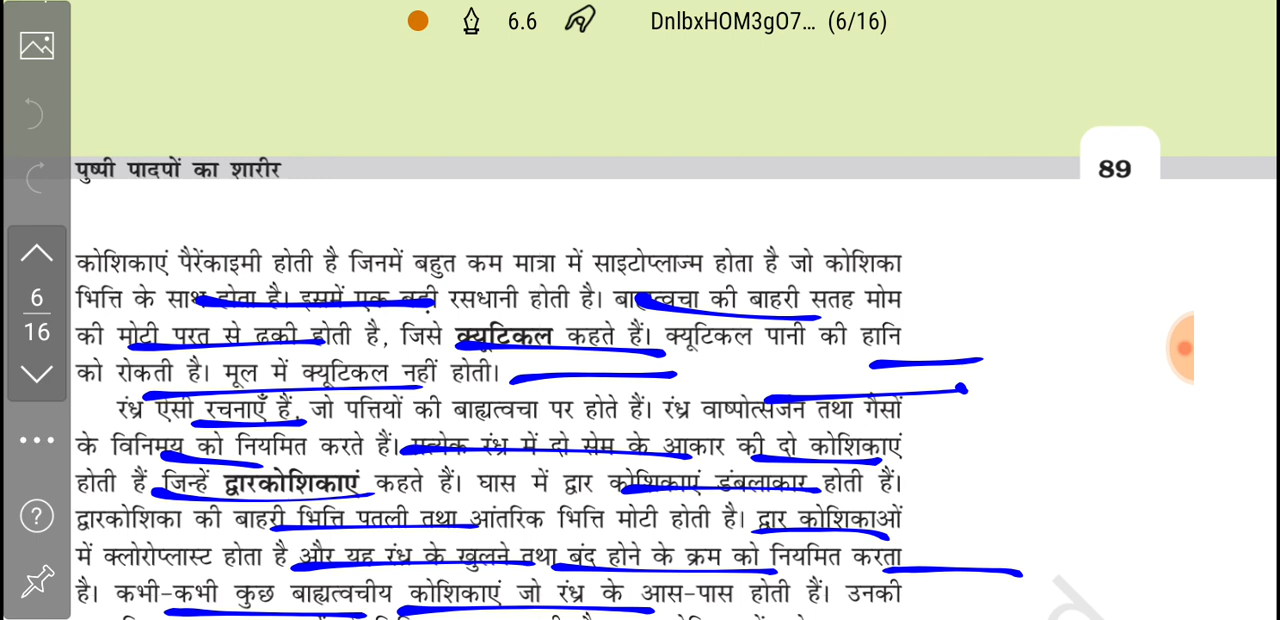 6.6 DnlbxHOM3gO7... (6/16)
पुष्पी पादपों का शारीर 89
6
16
कोशिकाएं पैरेंकाइमी होती है जिनमें बहुत कम मात्रा में साइटोप्लाज्म होता है जो कोशिका
भित्ति के साथ होता है। इसमें एक बड़ी रसधानी होती है। बाह्यत्वचा की बाहरी सतह मोम
की मोटी परत से ढकी होती है, जिसे क्यूटिकल कहते हैं। क्यूटिकल पानी की हानि
को रोकती है। मूल में क्यूटिकल नहीं होती।
रंध्र ऐसी रचनाएँ हैं, जो पत्तियों की बाह्यत्वचा पर होते हैं। रंध्र वाष्पोत्सर्जन तथा गैसों
के विनिमय को नियमित करते हैं। प्रत्येक रंध्र में दो सेम के आकार की दो कोशिकाएं
होती हैं जिन्हें द्वारकोशिकाएं कहते हैं। घास में द्वार कोशिकाएं डंबलाकार होती हैं।
द्वारकोशिका की बाहरी भित्ति पतली तथा आंतरिक भित्ति मोटी होती है। द्वार कोशिकाओं
में क्लोरोप्लास्ट होता है और यह रंध्र के खुलने तथा बंद होने के क्रम को नियमित करता
है। कभी-कभी कुछ बाह्यत्वचीय कोशिकाएं जो रंध्र के आस-पास होती हैं। उनकी